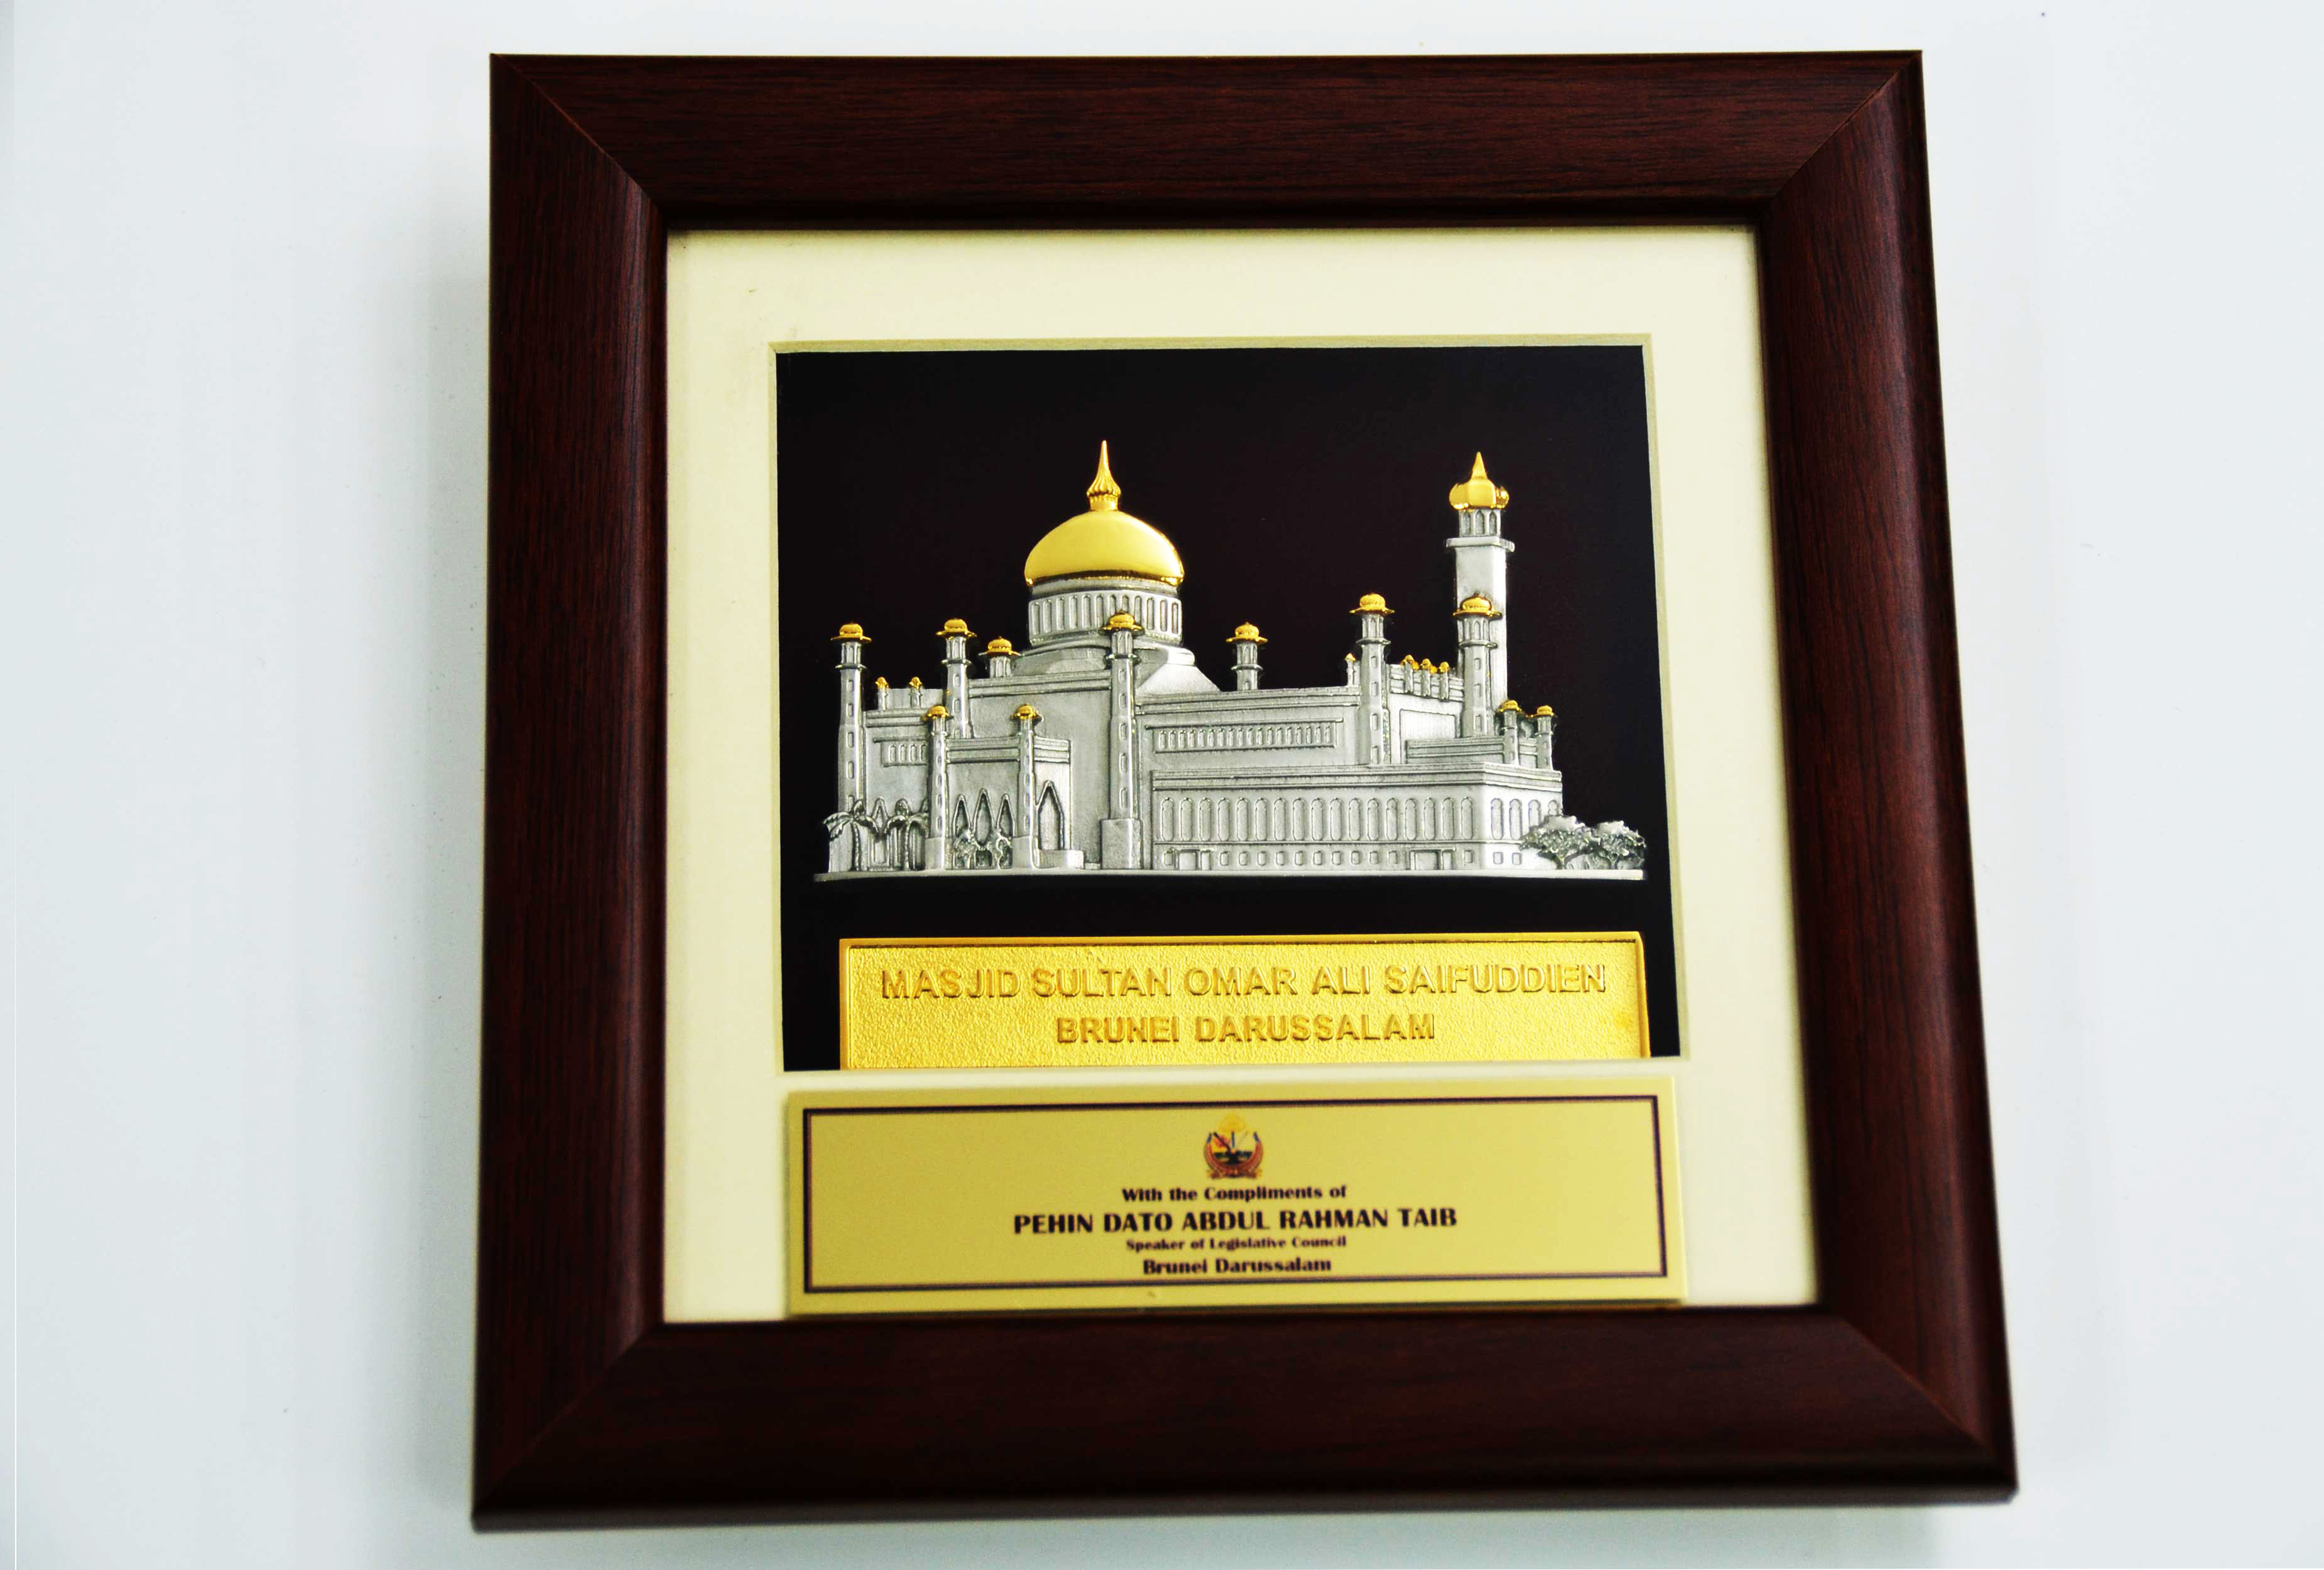 MASJID SULTAN OMAR ALI SAIFUDDIEN
BRUNEI DARUSSALAM
With the Compliments of
PEHIN DATO ABDUL RAHMAN TAIB
Speaker of Legislative Council
Brunei Darussalam